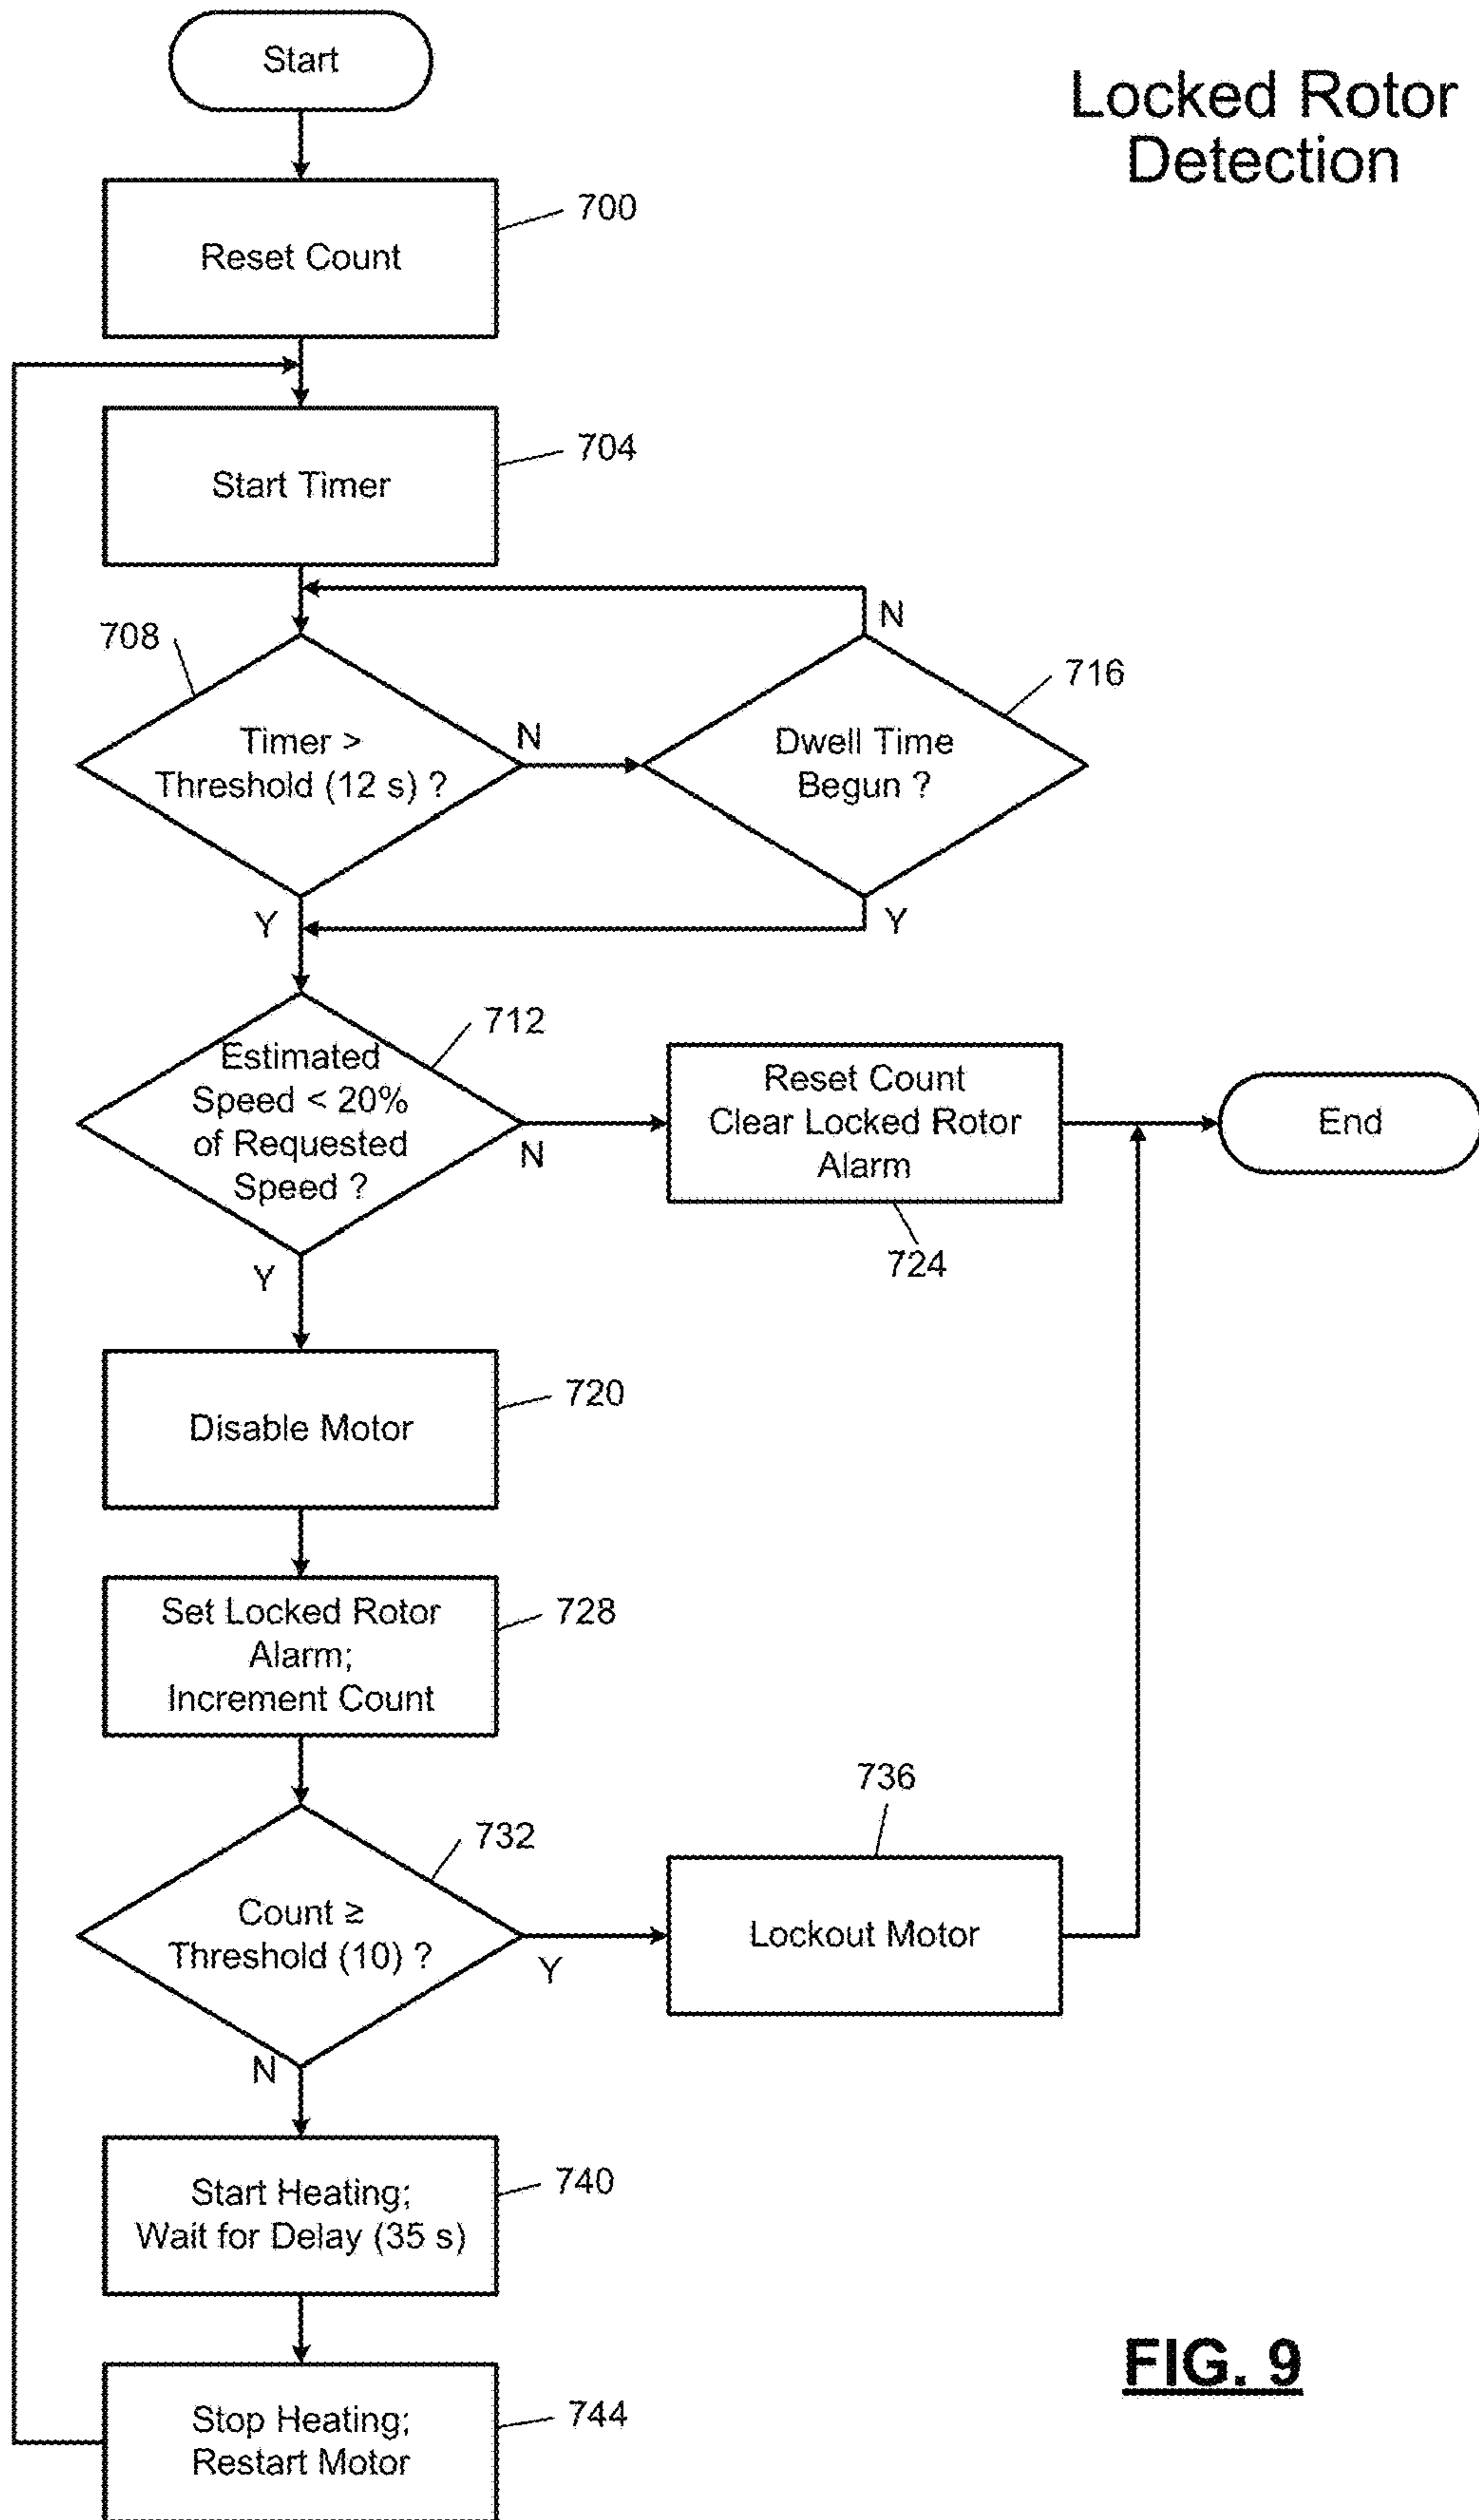 Start
Locked Rotor
Detection
700
Reset Count
704
Start Timer
N
708
716
Timer >
Threshold (12 s) ?
N
Dwell Time
Begun ?
Y
Y
712
Estimated
Speed < 20%
of Requested
Speed ?
N
Reset Count
Clear Locked Rotor
Alarm
End
724
Y
720
Disable Motor
728
Set Locked Rotor
Alarm;
Increment Count
736
732
Count ≥
Threshold (10) ?
Y
Lockout Motor
N
740
Start Heating;
Wait for Delay (35 s)
FIG. 9
744
Stop Heating;
Restart Motor